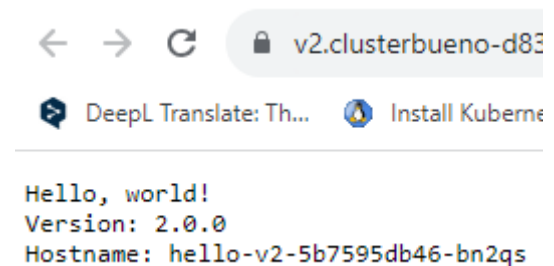 v2.clusterbueno-d83
DeepL Translate: Th... Install Kuberne
Hello, world!
Version: 2.0.0
Hostname: hello-v2-5b7595db46-bn2qs